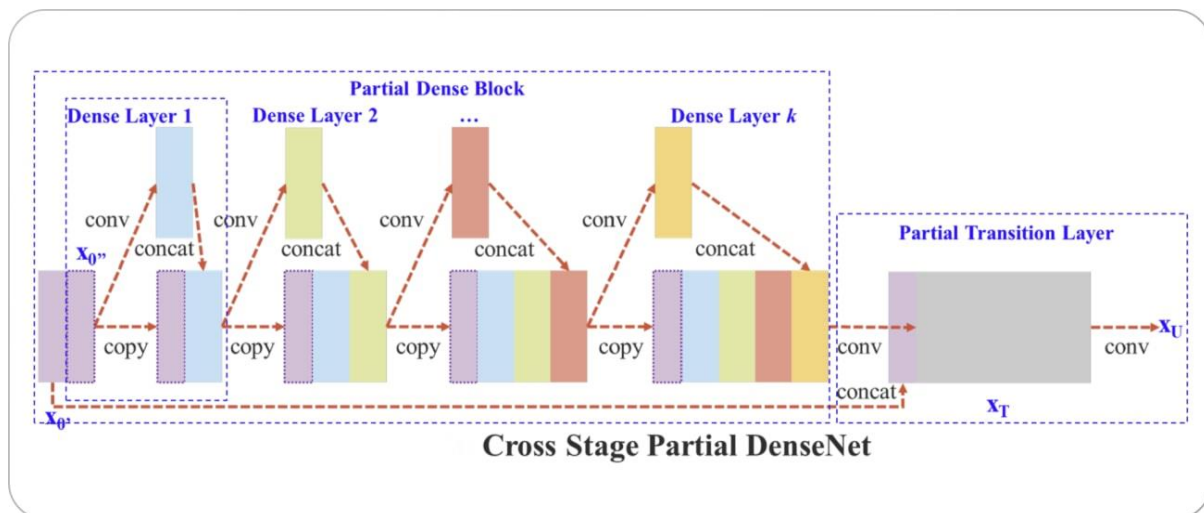 Partial Dense Block
Dense Layer 1
Dense Layer 2
...
Dense Layer k
conv
conv
conv
conv
concat
concat
concat
concat
Partial Transition Layer
x0''
copy
copy
copy
copy
conv
conv
xU
concat
x0'
xT
Cross Stage Partial DenseNet